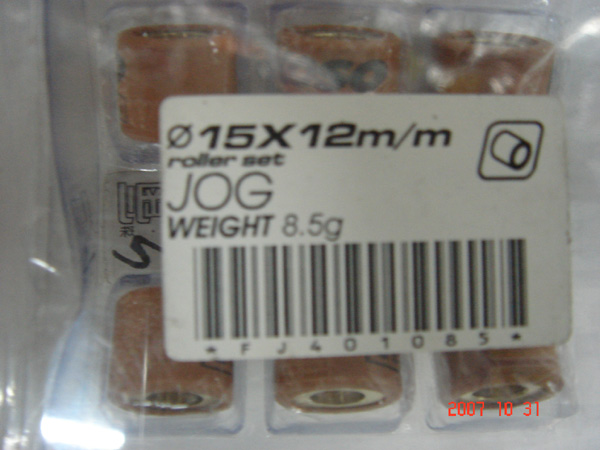 Ø15X12m/m
roller set
JOG
WEIGHT 8.5g
*FJ401085*
2007 10 31